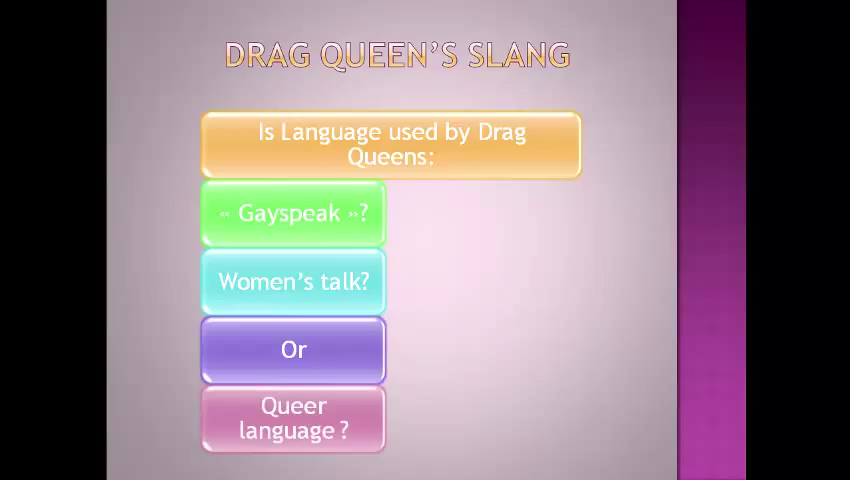 DRAG QUEEN'S SLANG
Is Language used by Drag
Queens:
« Gayspeak »?
Women's talk?
Or
Queer
language ?